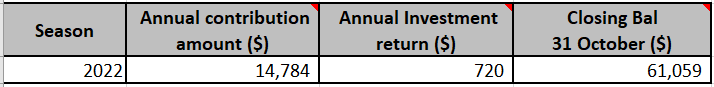 Season Annual contribution amount ($) Annual Investment return ($) Closing Bal 31 October ($)
2022 14,784 720 61,059